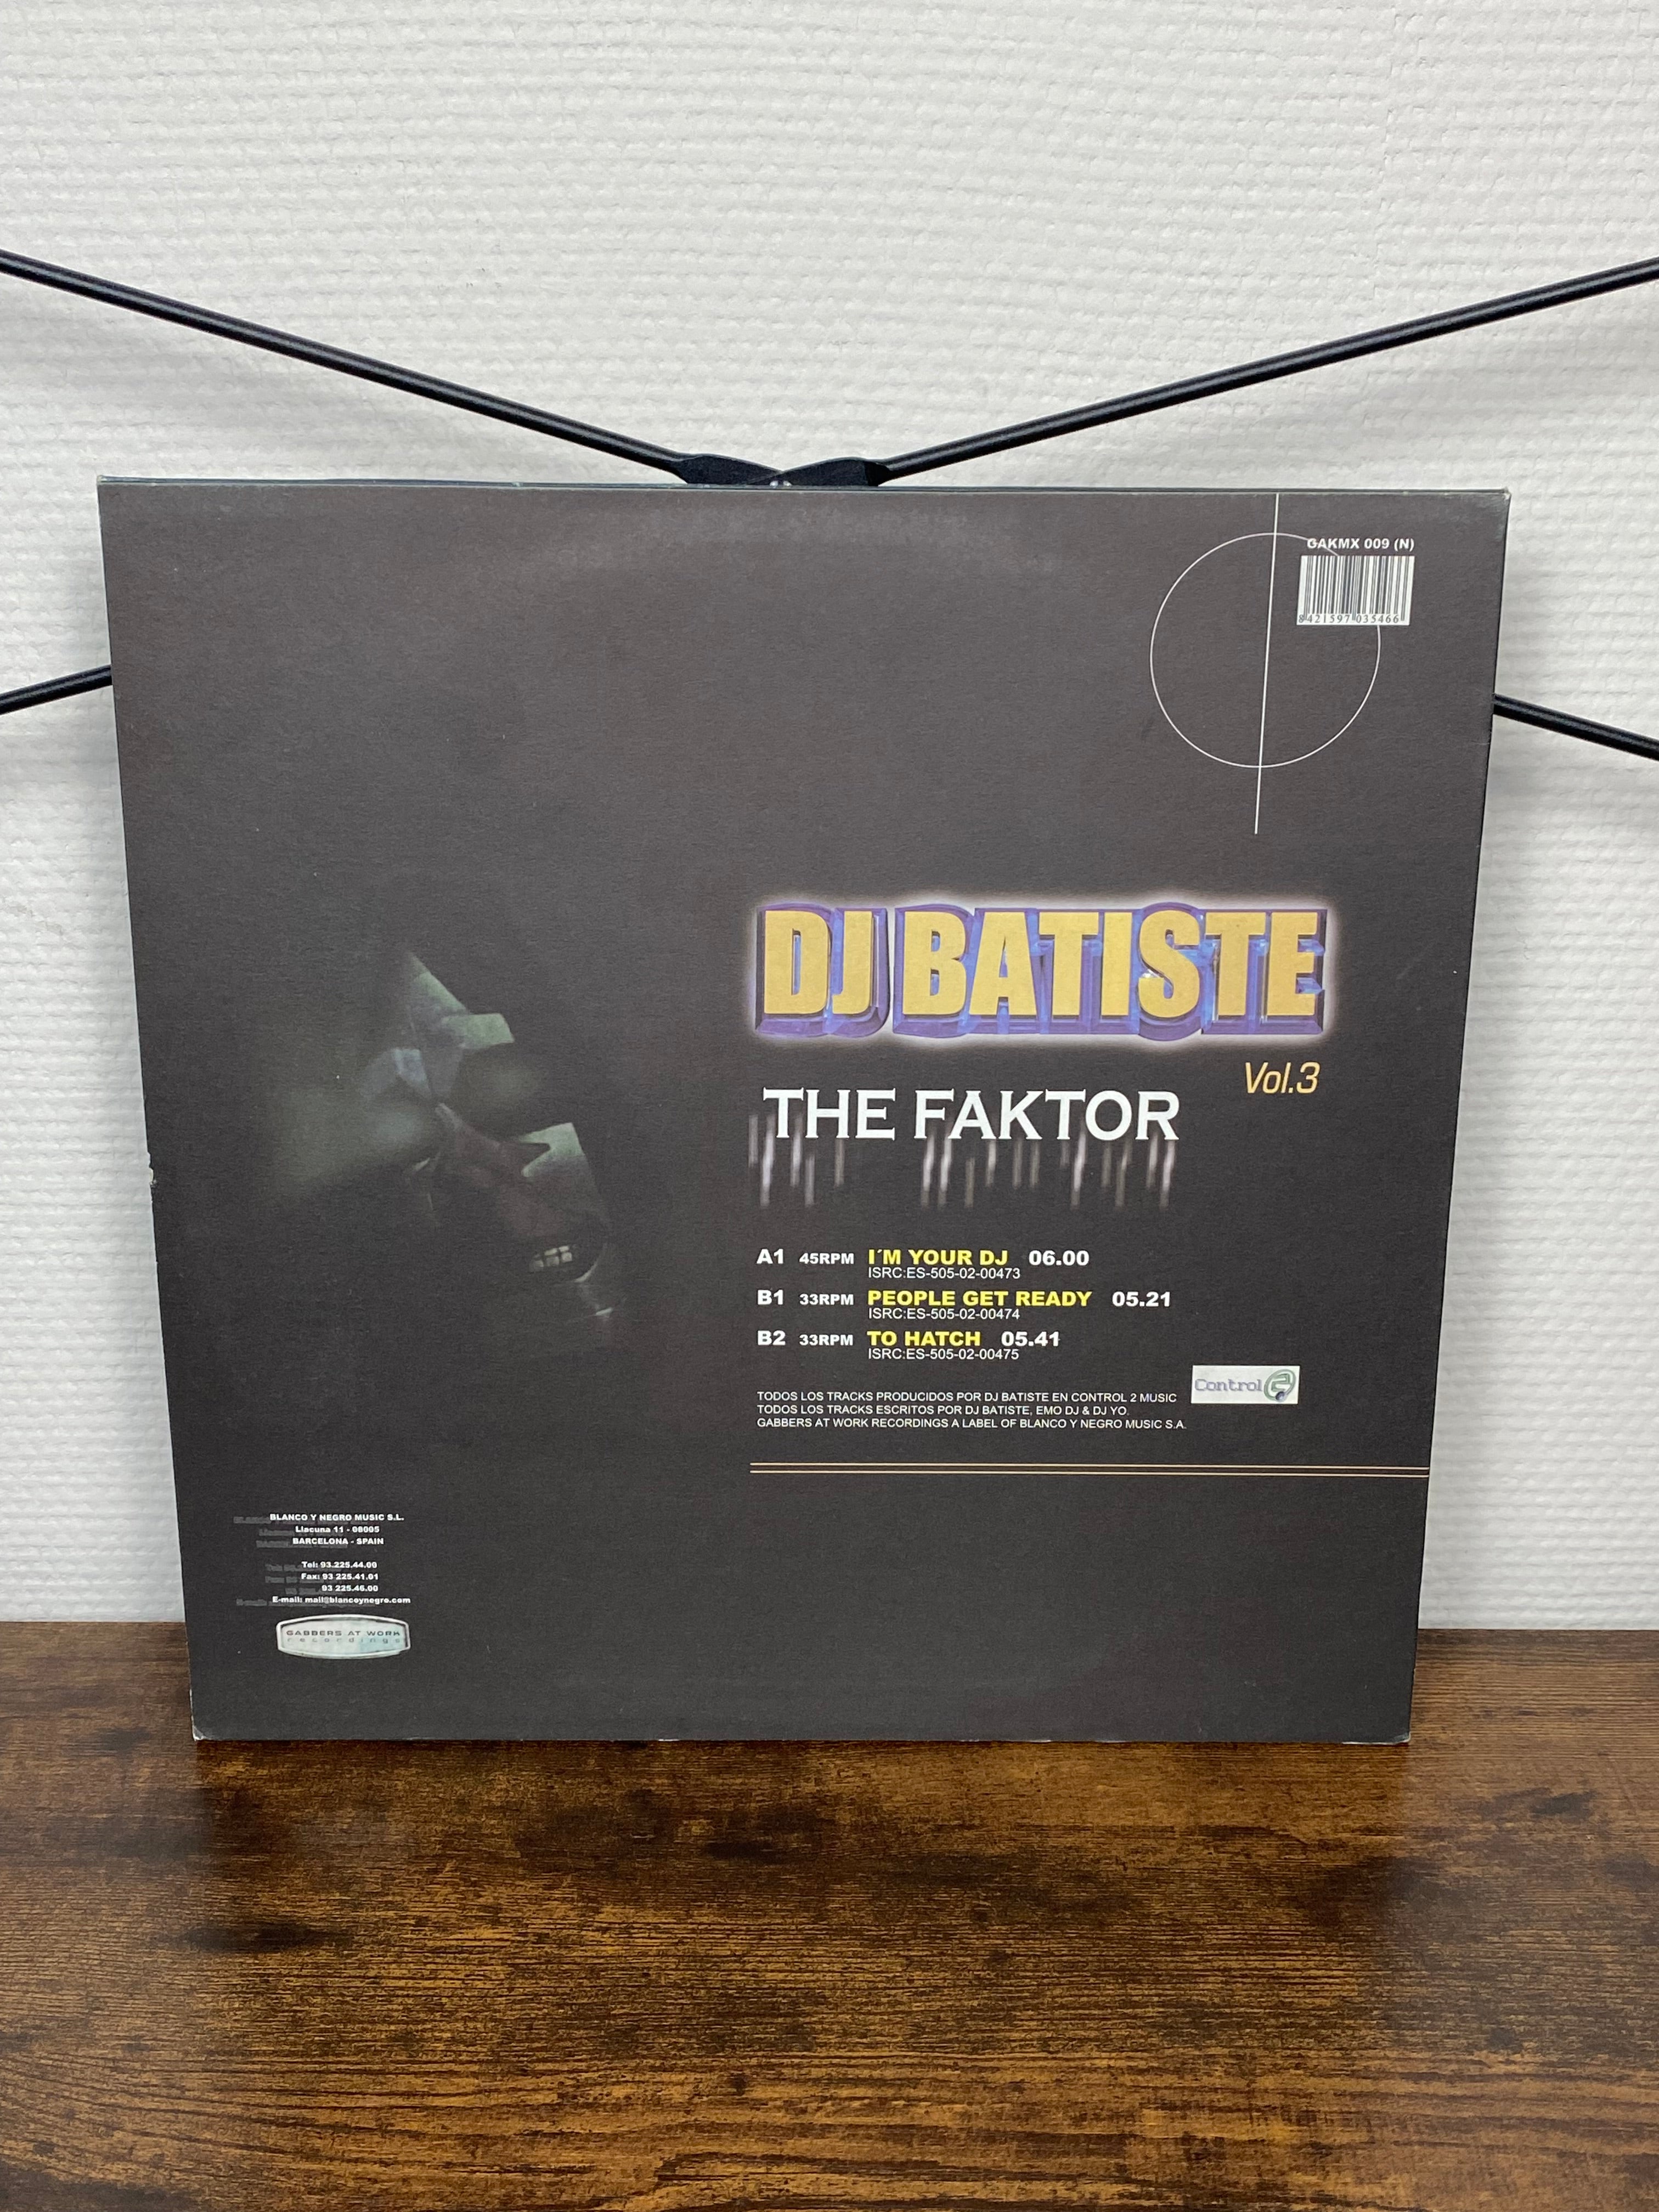 GAKMX 009 (N)
8 421597 035466
DJ BATISTE
Vol.3
THE FAKTOR
A1 45RPM I´M YOUR DJ 06.00
ISRC:ES-505-02-00473
B1 33RPM PEOPLE GET READY 05.21
ISRC:ES-505-02-00474
B2 33RPM TO HATCH 05.41
ISRC:ES-505-02-00475
Control 2
TODOS LOS TRACKS PRODUCIDOS POR DJ BATISTE EN CONTROL 2 MUSIC
TODOS LOS TRACKS ESCRITOS POR DJ BATISTE, EMO DJ & DJ YO.
GABBERS AT WORK RECORDINGS A LABEL OF BLANCO Y NEGRO MUSIC S.A.
BLANCO Y NEGRO MUSIC S.L.
Llacuna 11 - 08005
BARCELONA - SPAIN
Tel: 93.225.44.00
Fax: 93 225.41.01
93 225.46.00
E-mail: mail@blancoynegro.com
GABBERS AT WORK
recordings